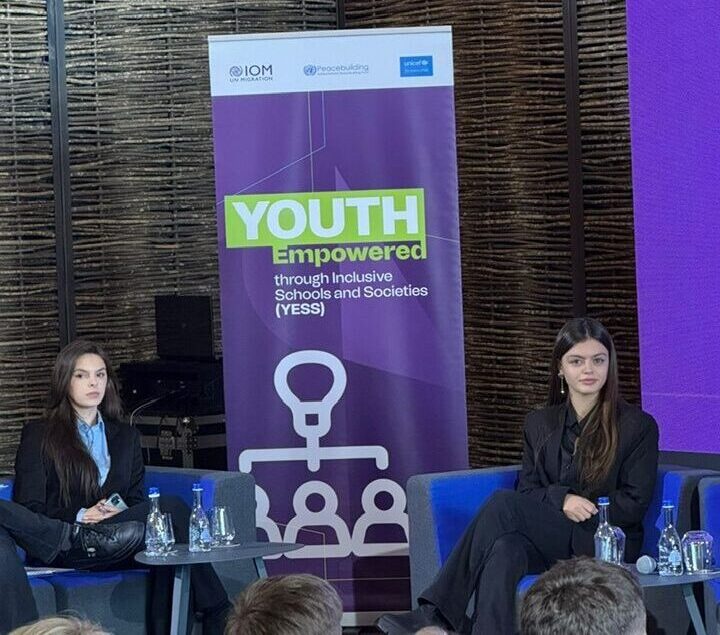 IOM
UN MIGRATION
Peacebuilding
unicef
YOUTH
Empowered
through Inclusive
Schools and Societies
(YESS)